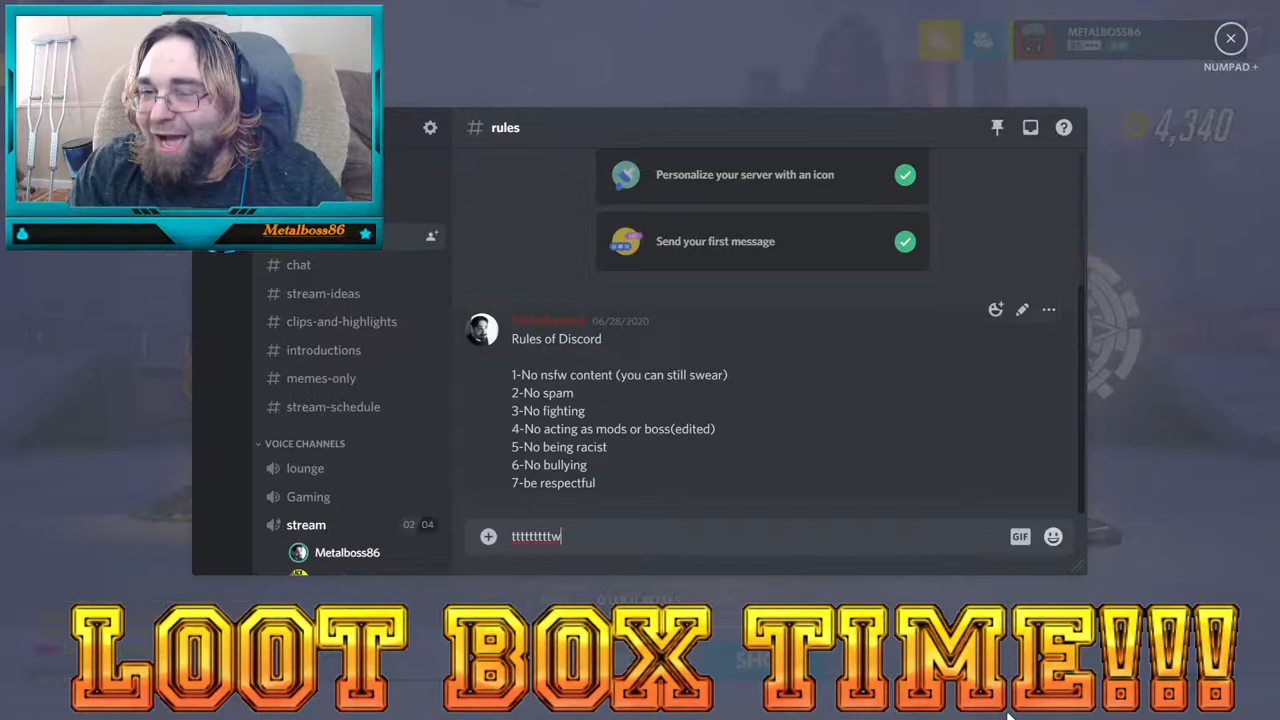 METALBOSS86
NUMPAD +
4,340
# rules
Personalize your server with an icon
Send your first message
Metalboss86
# chat
# stream-ideas
# clips-and-highlights
# introductions
# memes-only
# stream-schedule
VOICE CHANNELS
lounge
Gaming
stream 02 04
Metalboss86
06/28/2020
Rules of Discord
1-No nsfw content (you can still swear)
2-No spam
3-No fighting
4-No acting as mods or boss(edited)
5-No being racist
6-No bullying
7-be respectful
tttttttttw
GIF
0 LOOT BOXES
LOOT BOX TIME!!!